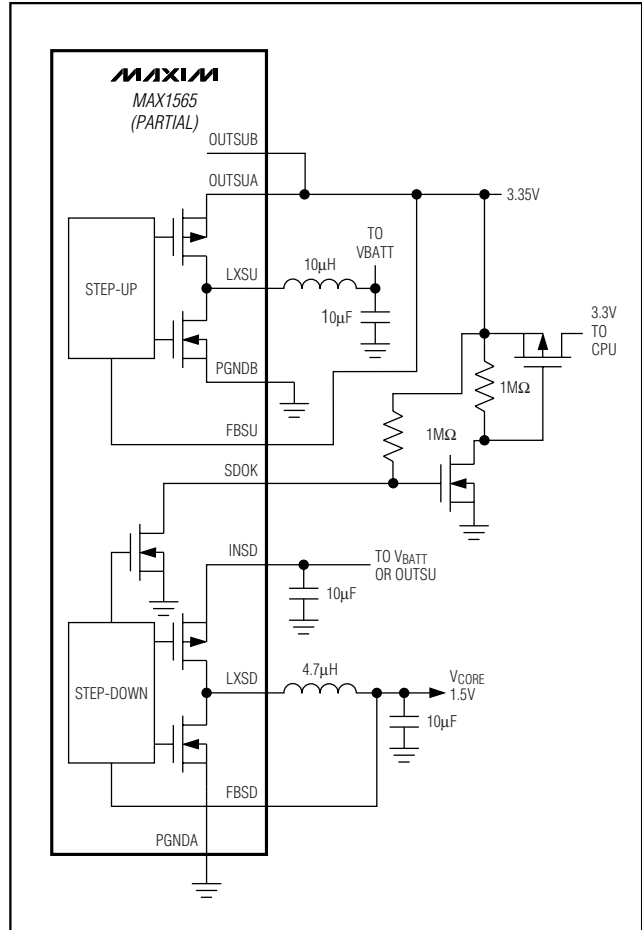 MAXIM
MAX1565
(PARTIAL)
OUTSUB
OUTSUA
3.35V
STEP-UP
LXSU
10μH
TO
VBATT
10μF
3.3V
TO
CPU
PGNDB
1MΩ
FBSU
1MΩ
SDOK
INSD
TO VBATT
OR OUTSU
10μF
STEP-DOWN
LXSD
4.7μH
VCORE
1.5V
10μF
FBSD
PGNDA